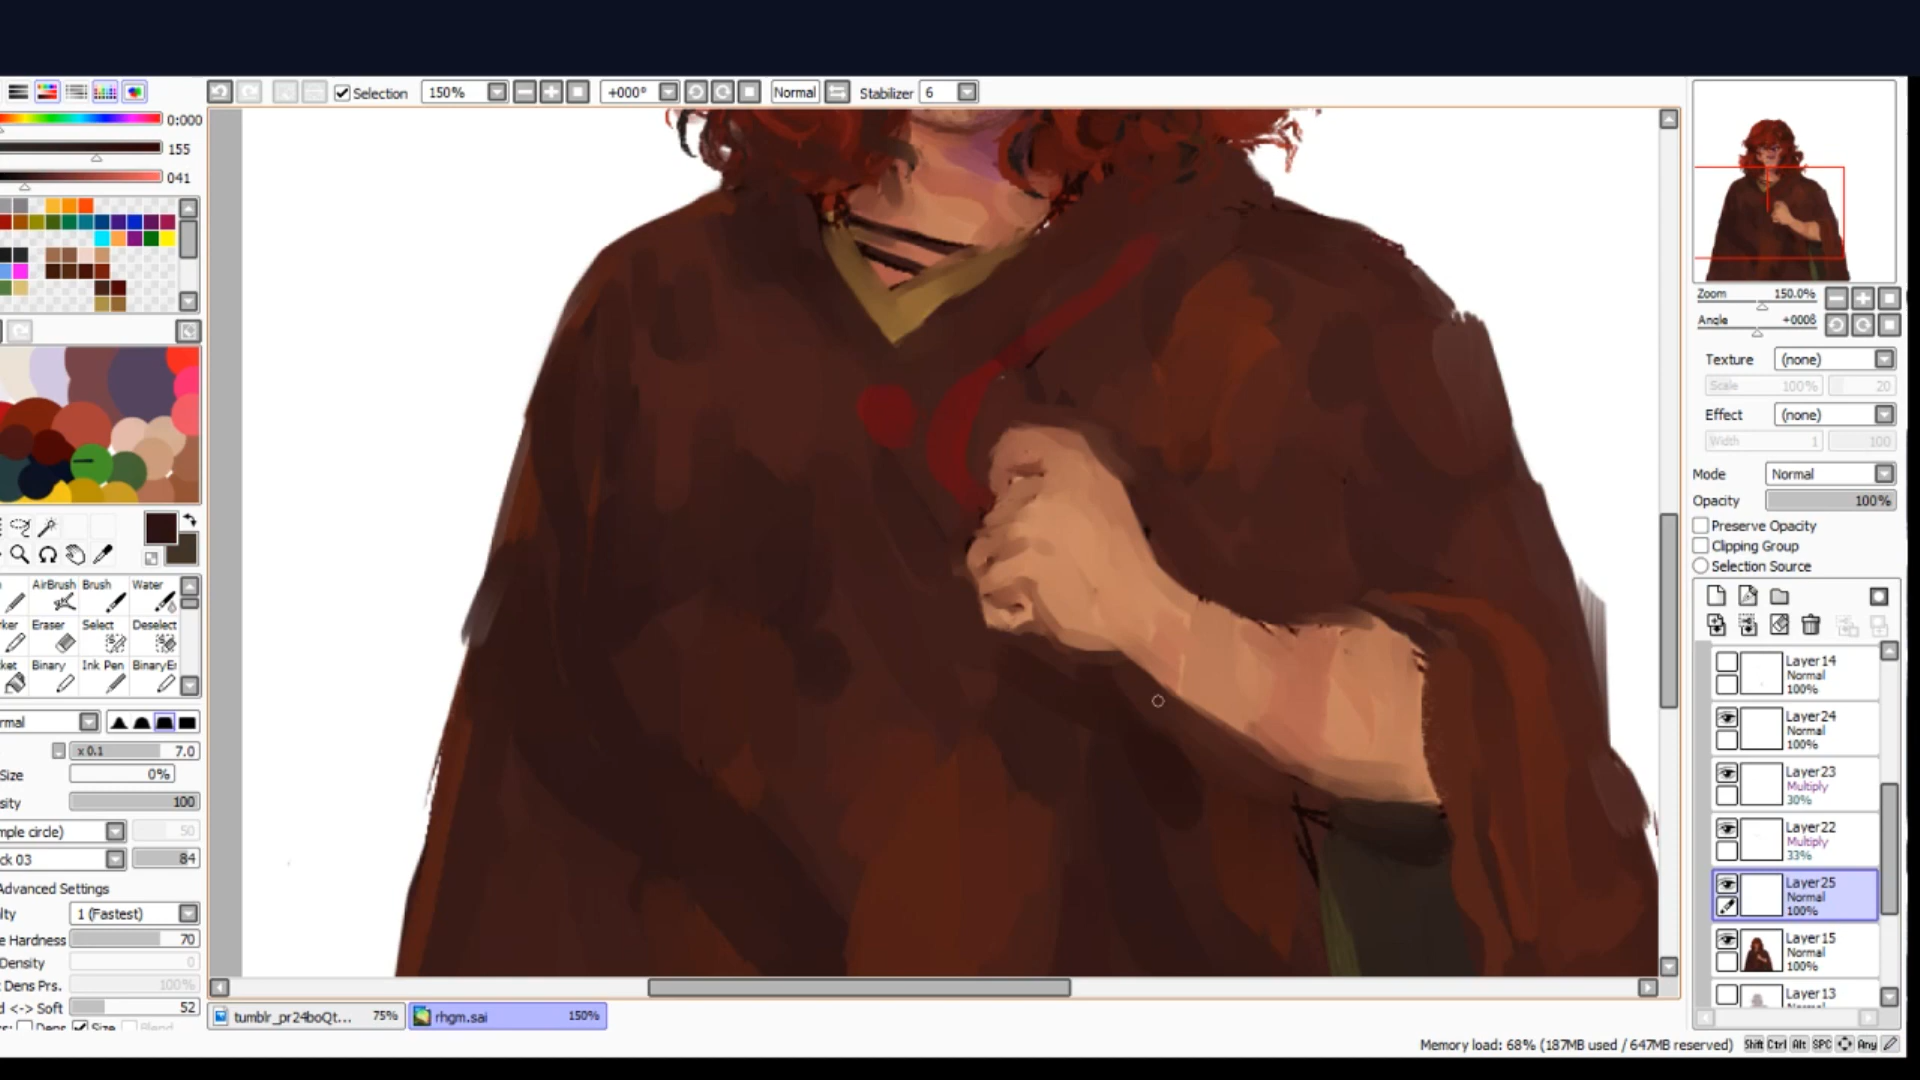 Selection 150% +000° Normal Stabilizer 6
0:000
155
041
Zoom 150.0%
Angle +0008
Texture (none)
Scale 100% 20
Effect (none)
Width 1 100
Mode Normal
Opacity 100%
Preserve Opacity
Clipping Group
Selection Source
AirBrush Brush Water
ker Eraser Select Deselect
ket Binary Ink Pen BinaryEr
rmal
x 0.1 7.0
Size 0%
sity 100
mple circle) 50
ck 03 84
Advanced Settings
lty 1 (Fastest)
e Hardness 70
Density 0
t Dens Prs. 100%
d <-> Soft 52
Dens Size Blend
Layer14
Normal
100%
Layer24
Normal
100%
Layer23
Multiply
30%
Layer22
Multiply
33%
Layer25
Normal
100%
Layer15
Normal
100%
Layer13
tumblr_pr24boQt... 75% rhgm.sai 150%
Memory load: 68% (187MB used / 647MB reserved) Shift Ctrl Alt SPC Any